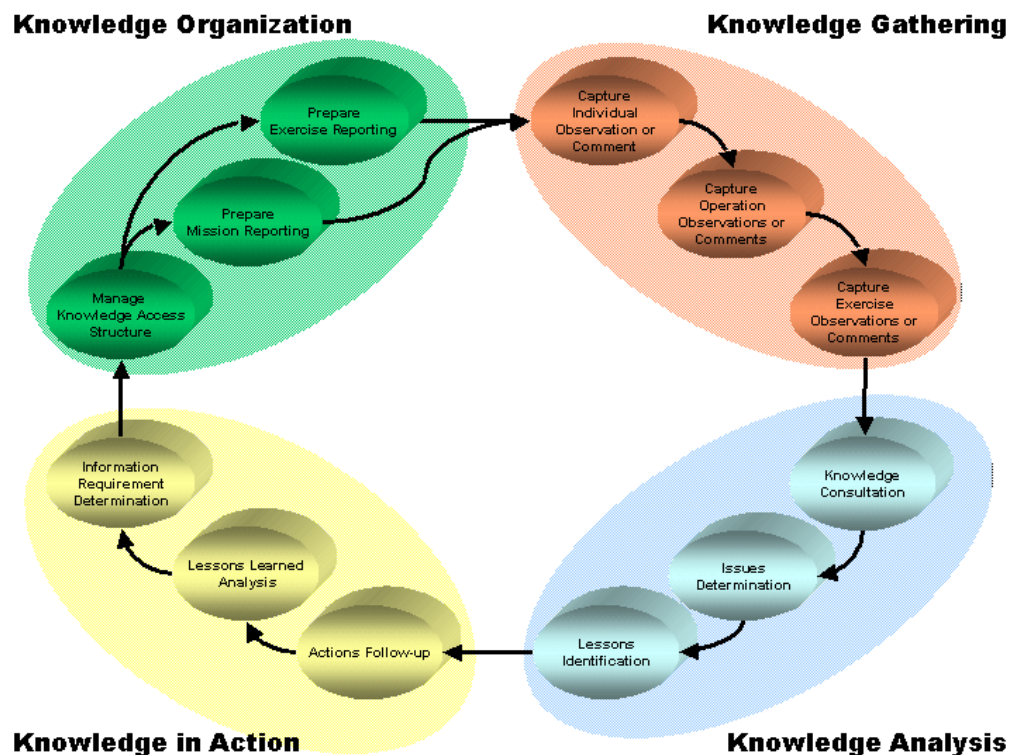 Knowledge Organization
Knowledge Gathering
Prepare
Exercise Reporting
Prepare
Mission Reporting
Manage
Knowledge Access
Structure
Capture
Individual
Observation or
Comment
Capture
Operation
Observations or
Comments
Capture
Exercise
Observations or
Comments
Knowledge
Consultation
Issues
Determination
Lessons
Identification
Actions Follow-up
Lessons Learned
Analysis
Information
Requirement
Determination
Knowledge in Action
Knowledge Analysis